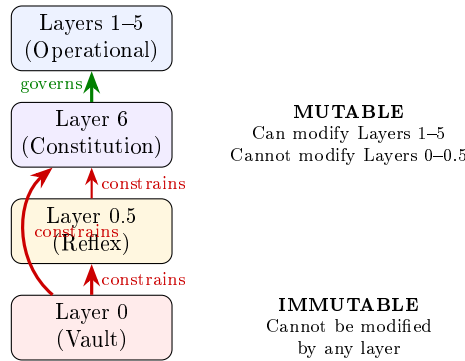 Layers 1–5
(Operational)
governs
Layer 6
(Constitution)
MUTABLE
Can modify Layers 1–5
Cannot modify Layers 0–0.5
constrains
Layer 0.5
constrains
(Reflex)
constrains
Layer 0
(Vault)
IMMUTABLE
Cannot be modified
by any layer